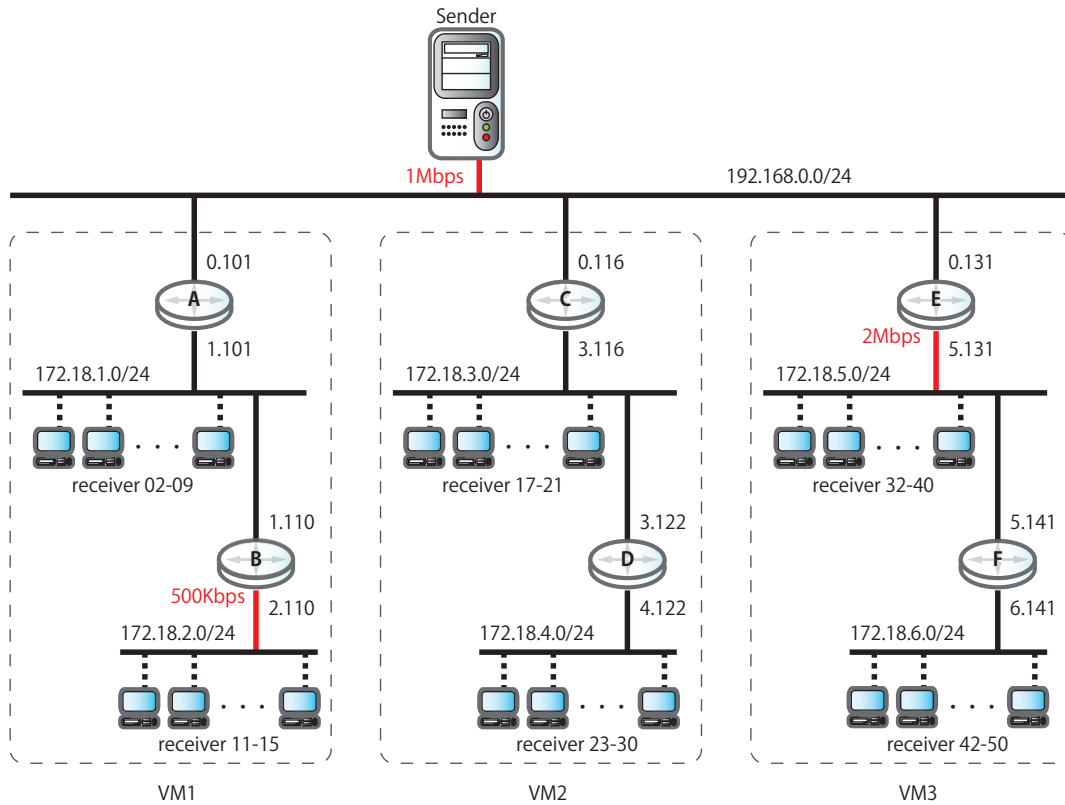 Sender
1Mbps
192.168.0.0/24
0.101
0.116
0.131
A
C
E
2Mbps
1.101
3.116
5.131
172.18.1.0/24
172.18.3.0/24
172.18.5.0/24
. . .
. . .
. . .
receiver 02-09
receiver 17-21
receiver 32-40
1.110
3.122
5.141
B
D
F
500Kbps
2.110
4.122
6.141
172.18.2.0/24
172.18.4.0/24
172.18.6.0/24
. . .
. . .
. . .
receiver 11-15
receiver 23-30
receiver 42-50
VM1
VM2
VM3